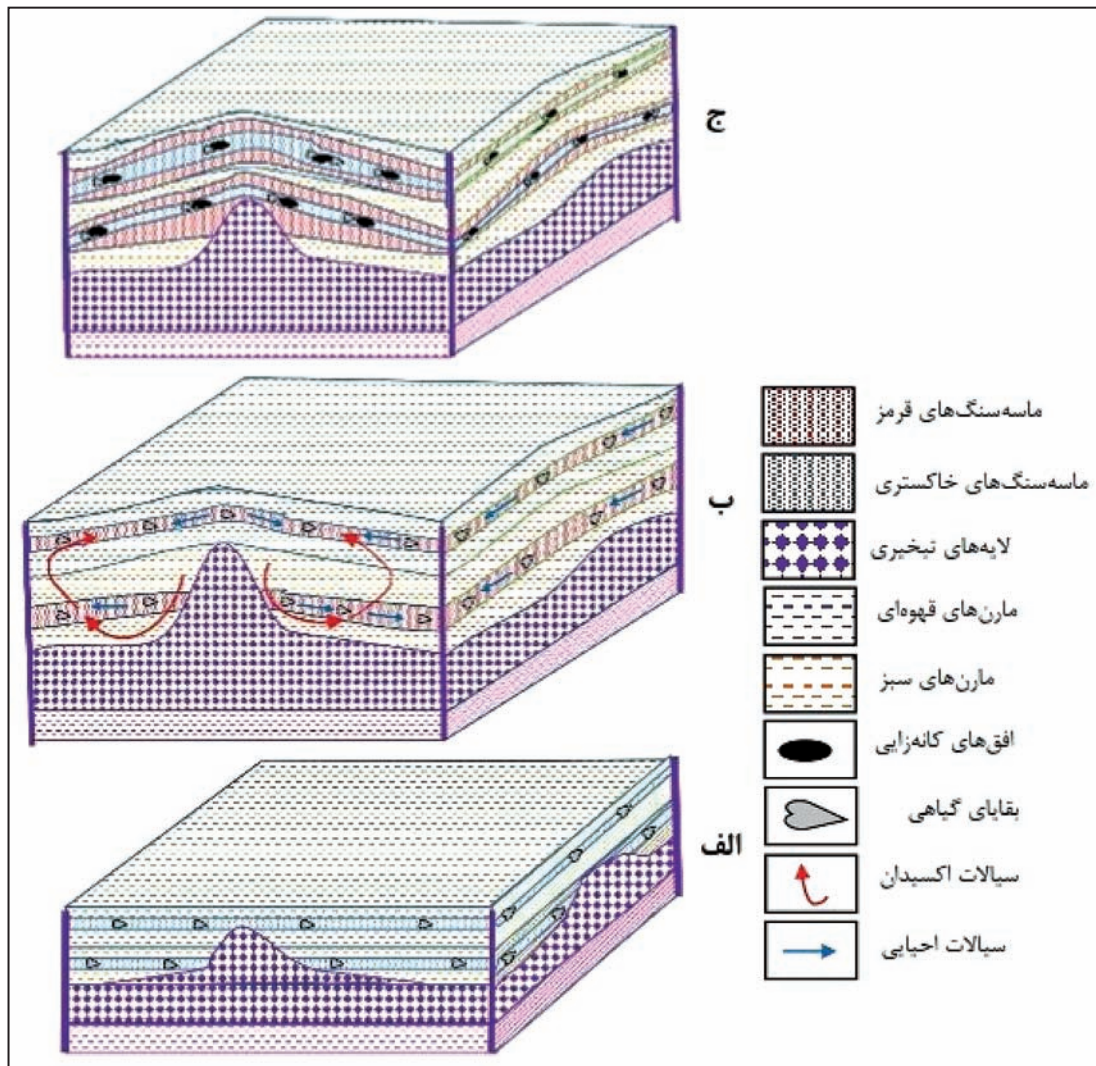 ج
ب
الف
ماسه‌سنگ‌های قرمز
ماسه‌سنگ‌های خاکستری
لایه‌های تبخیری
مارن‌های قهوه‌ای
مارن‌های سبز
افق‌های کانه‌زایی
بقایای گیاهی
سیالات اکسیدان
سیالات احیایی